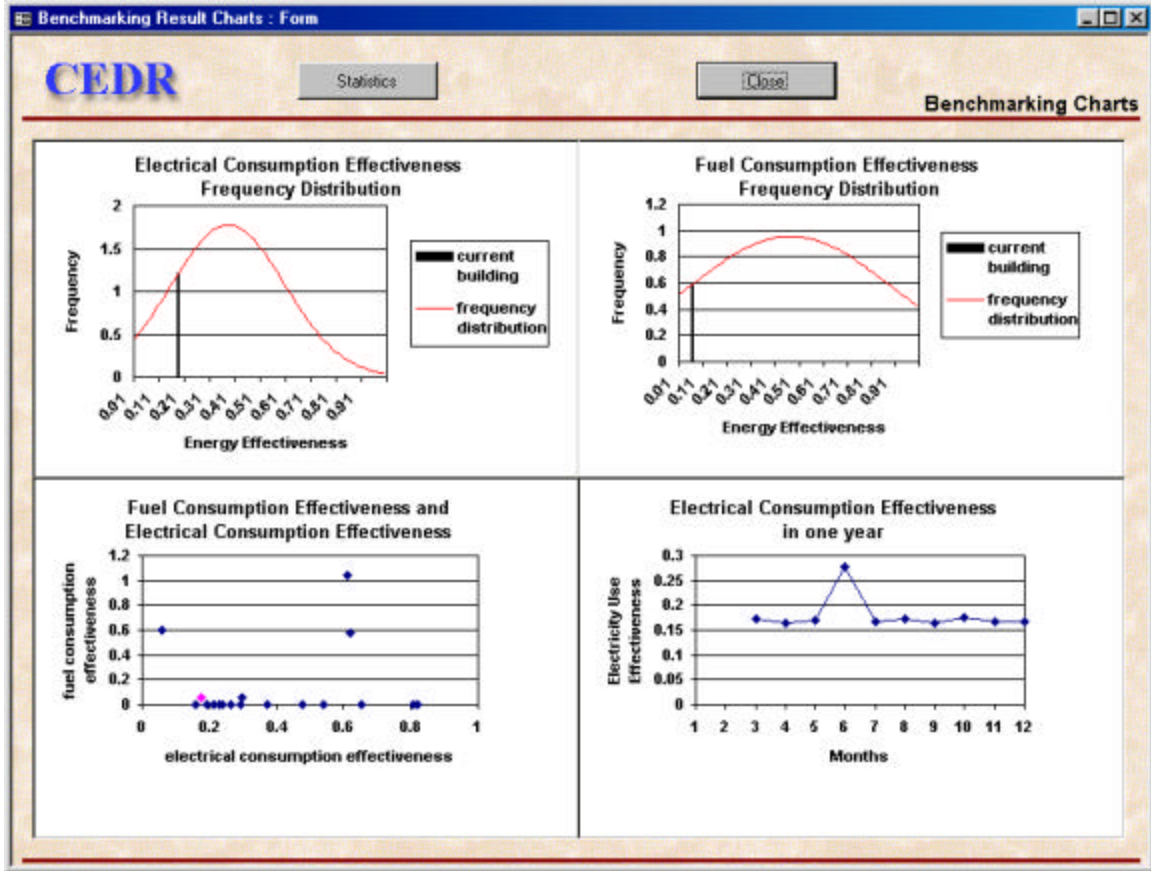 Benchmarking Result Charts : Form
CEDR
Statistics
Close
Benchmarking Charts
Electrical Consumption Effectiveness
Frequency Distribution
2
1.5
1
0.5
0
Frequency
0.01 0.11 0.21 0.31 0.41 0.51 0.61 0.71 0.81 0.91
Energy Effectiveness
current
building
frequency
distribution
Fuel Consumption Effectiveness
Frequency Distribution
1.2
1
0.8
0.6
0.4
0.2
0
Frequency
0.01 0.11 0.21 0.31 0.41 0.51 0.61 0.71 0.81 0.91
Energy Effectiveness
current
building
frequency
distribution
Fuel Consumption Effectiveness and
Electrical Consumption Effectiveness
fuel consumption
effectiveness
1.2
1
0.8
0.6
0.4
0.2
0
0 0.2 0.4 0.6 0.8 1
electrical consumption effectiveness
Electrical Consumption Effectiveness
in one year
Electricity Use
Effectiveness
0.3
0.25
0.2
0.15
0.1
0.05
0
1 2 3 4 5 6 7 8 9 10 11 12
Months